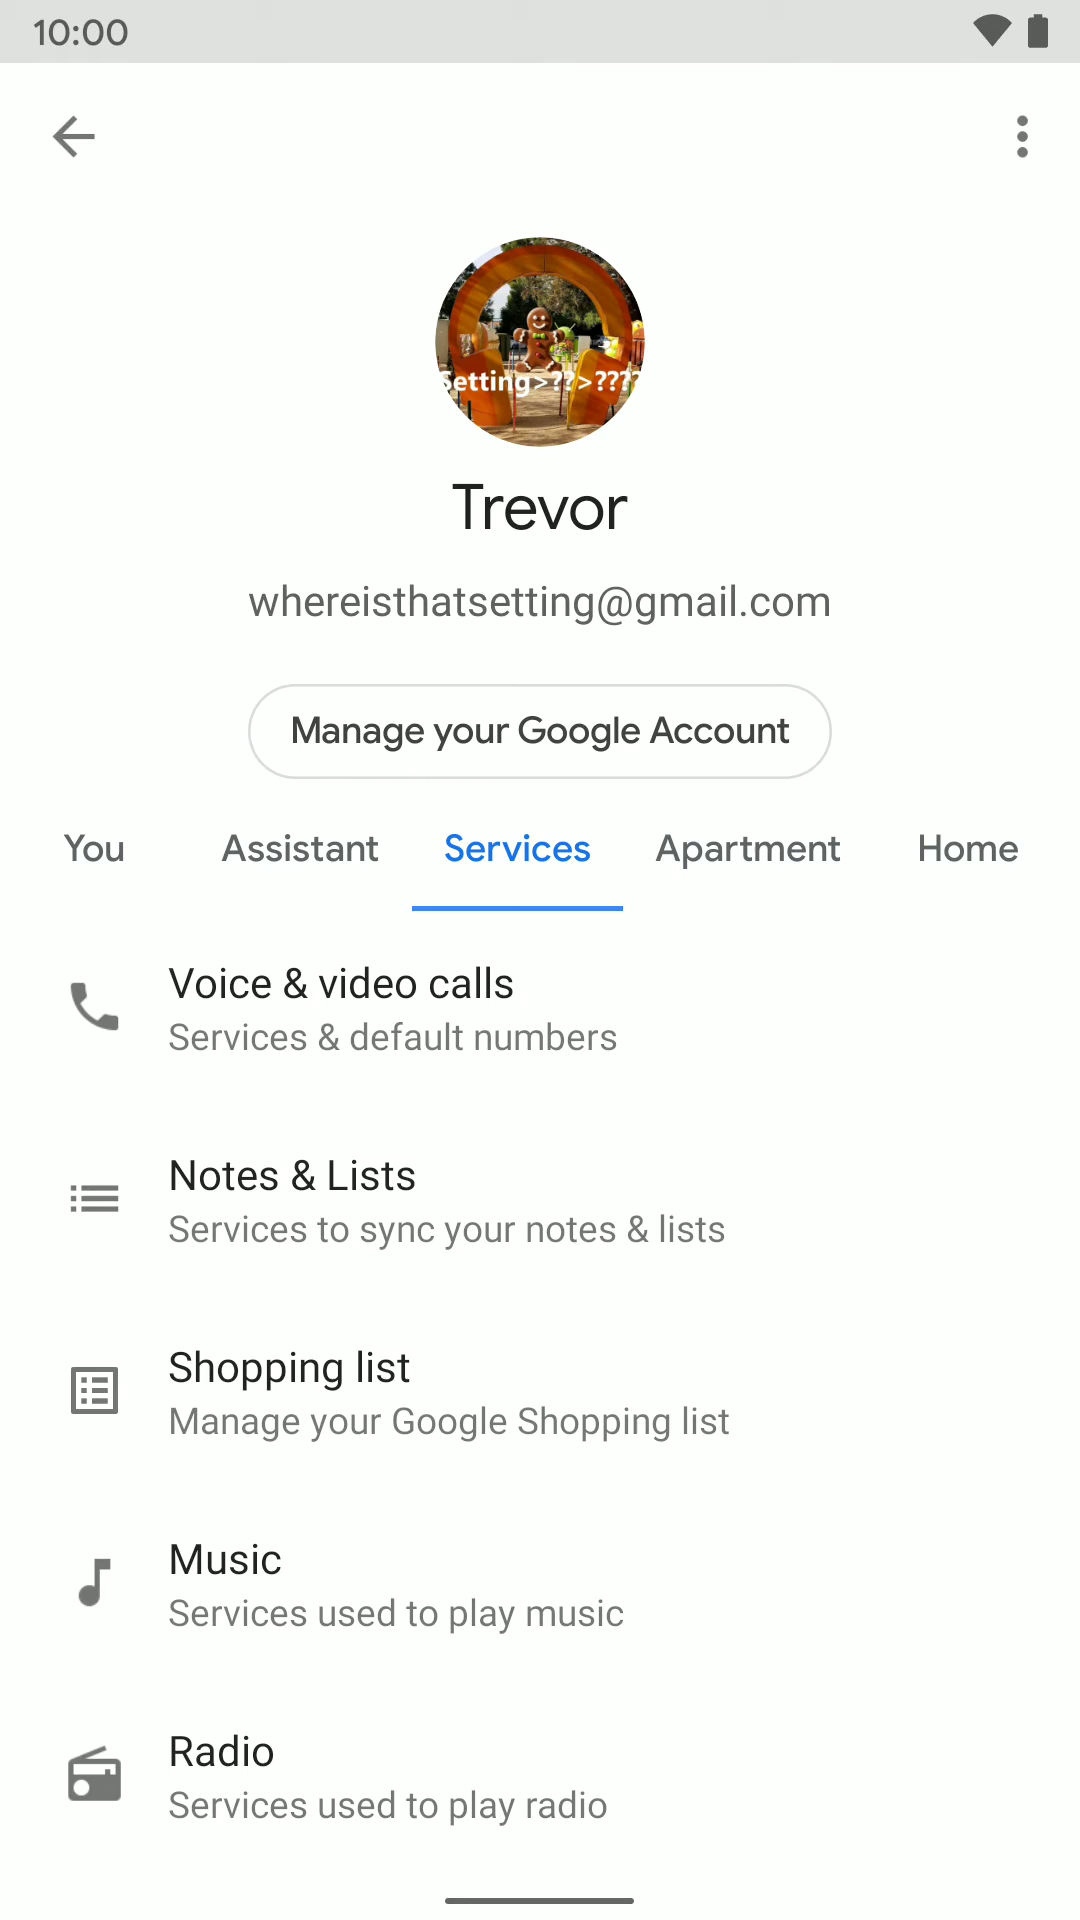 10:00
Setting>??>????
Trevor
whereisthatsetting@gmail.com
Manage your Google Account
You Assistant Services Apartment Home
Voice & video calls
Services & default numbers
Notes & Lists
Services to sync your notes & lists
Shopping list
Manage your Google Shopping list
Music
Services used to play music
Radio
Services used to play radio